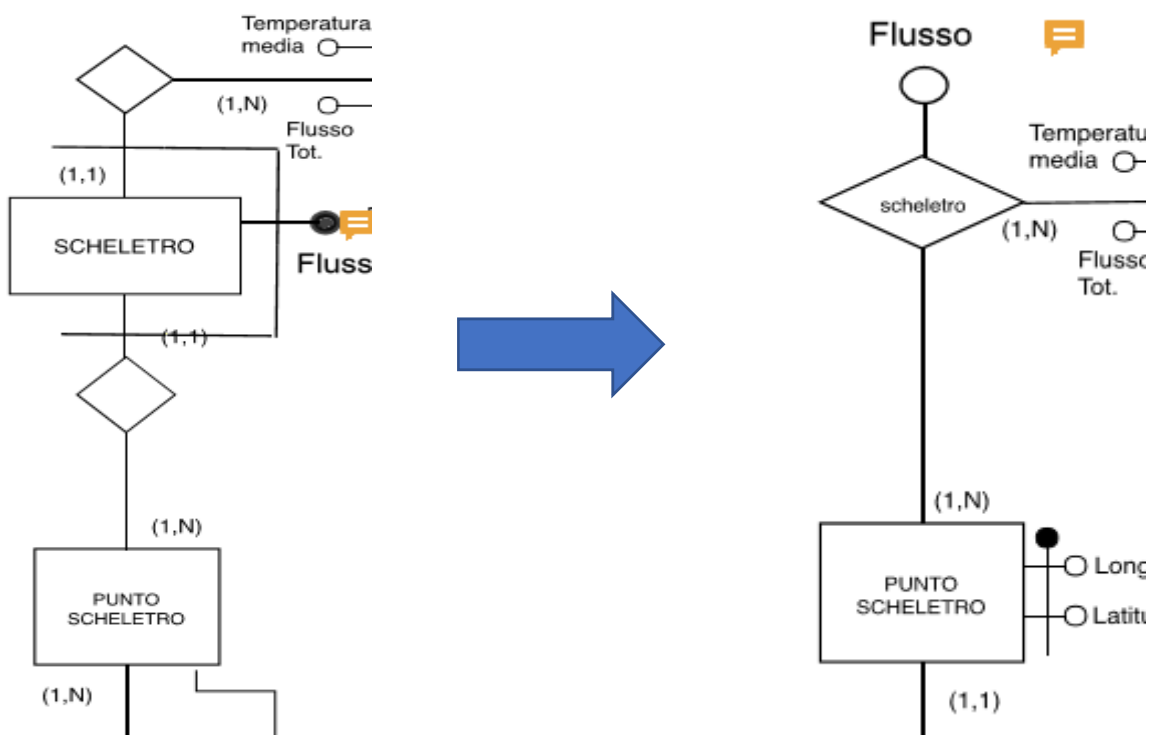 Temperatura
media
(1,N)
Flusso
Tot.
(1,1)
SCHELETRO
Fluss
(1,1)
(1,N)
PUNTO
SCHELETRO
(1,N)
Flusso
Temperatu
media
scheletro
(1,N)
Flusso
Tot.
(1,N)
PUNTO
SCHELETRO
Long
Latitu
(1,1)